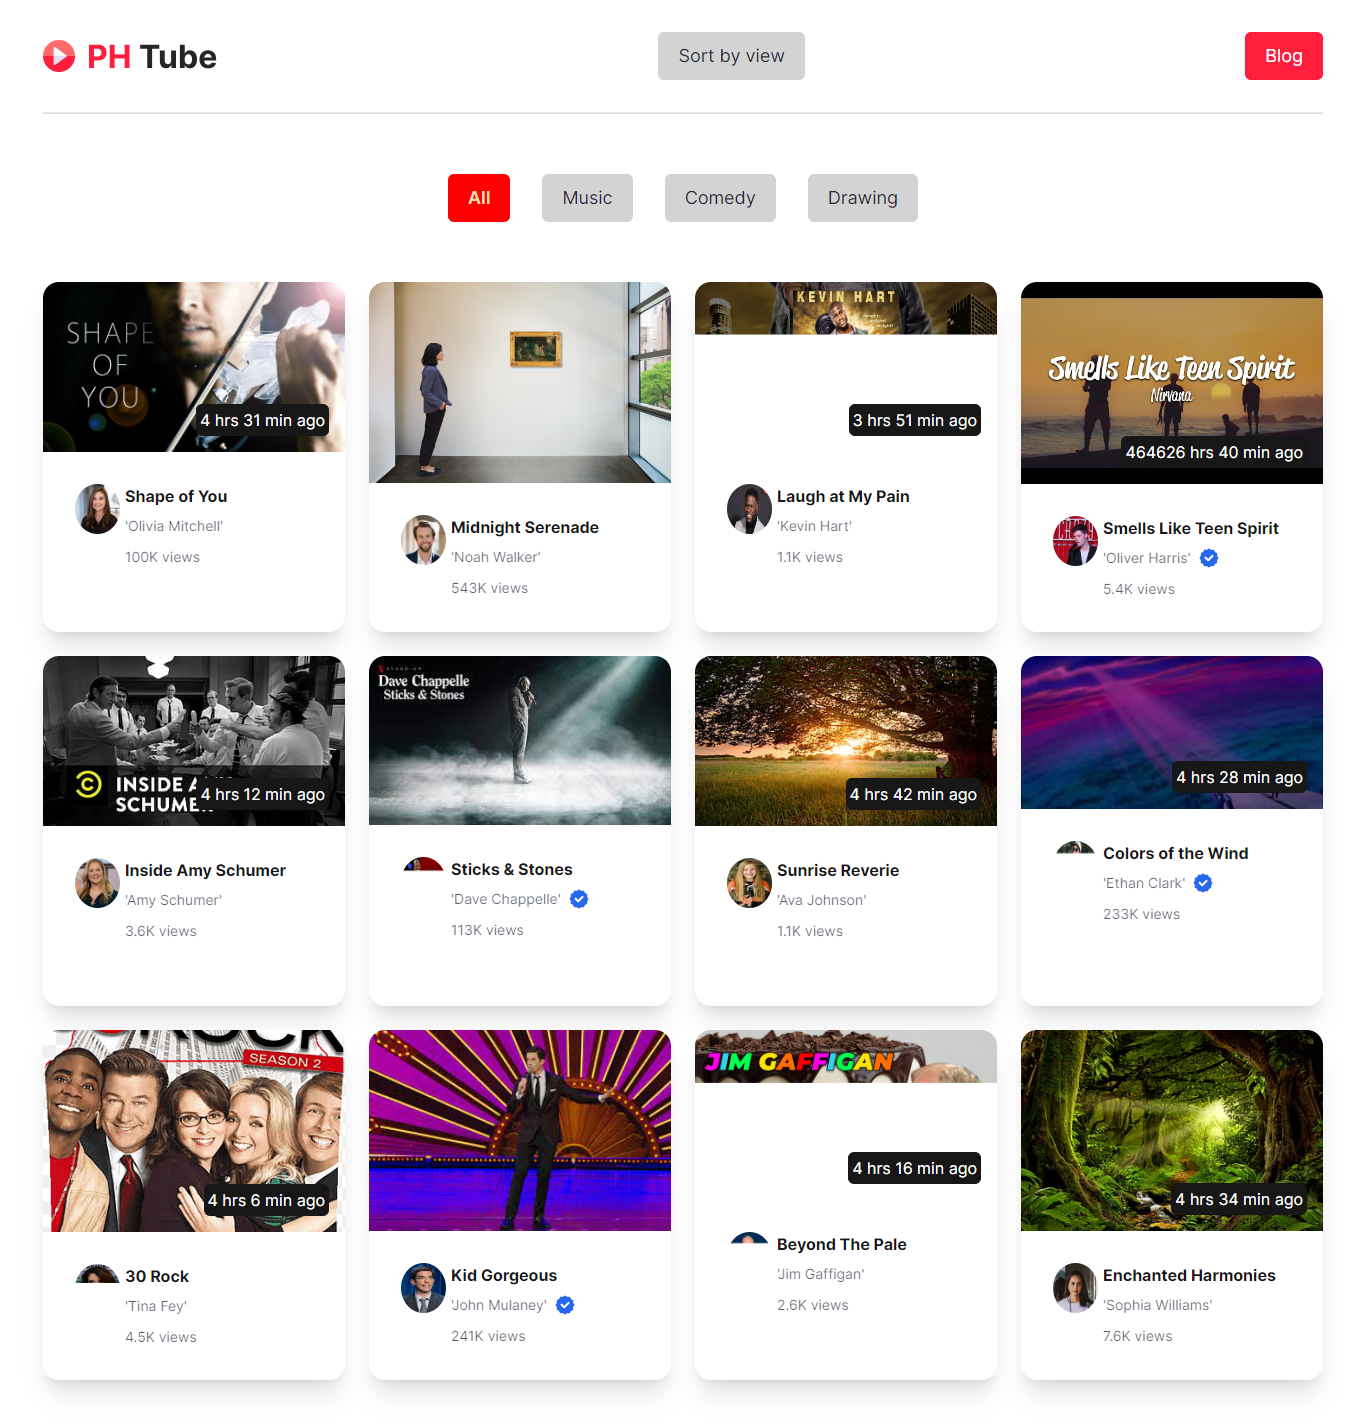 PH Tube
Sort by view
Blog
All
Music
Comedy
Drawing
SHAPE
OF
YOU
4 hrs 31 min ago
Shape of You
'Olivia Mitchell'
100K views
Midnight Serenade
'Noah Walker'
543K views
KEVIN HART
3 hrs 51 min ago
Laugh at My Pain
'Kevin Hart'
1.1K views
Smells Like Teen Spirit
Nirvana
464626 hrs 40 min ago
Smells Like Teen Spirit
'Oliver Harris'
5.4K views
INSIDE
SCHUME
4 hrs 12 min ago
Inside Amy Schumer
'Amy Schumer'
3.6K views
STAND-UP
Dave Chappelle
Sticks & Stones
Sticks & Stones
'Dave Chappelle'
113K views
4 hrs 42 min ago
Sunrise Reverie
'Ava Johnson'
1.1K views
4 hrs 28 min ago
Colors of the Wind
'Ethan Clark'
233K views
SEASON 2
4 hrs 6 min ago
30 Rock
'Tina Fey'
4.5K views
Kid Gorgeous
'John Mulaney'
241K views
JIM GAFFIGAN
4 hrs 16 min ago
Beyond The Pale
'Jim Gaffigan'
2.6K views
4 hrs 34 min ago
Enchanted Harmonies
'Sophia Williams'
7.6K views